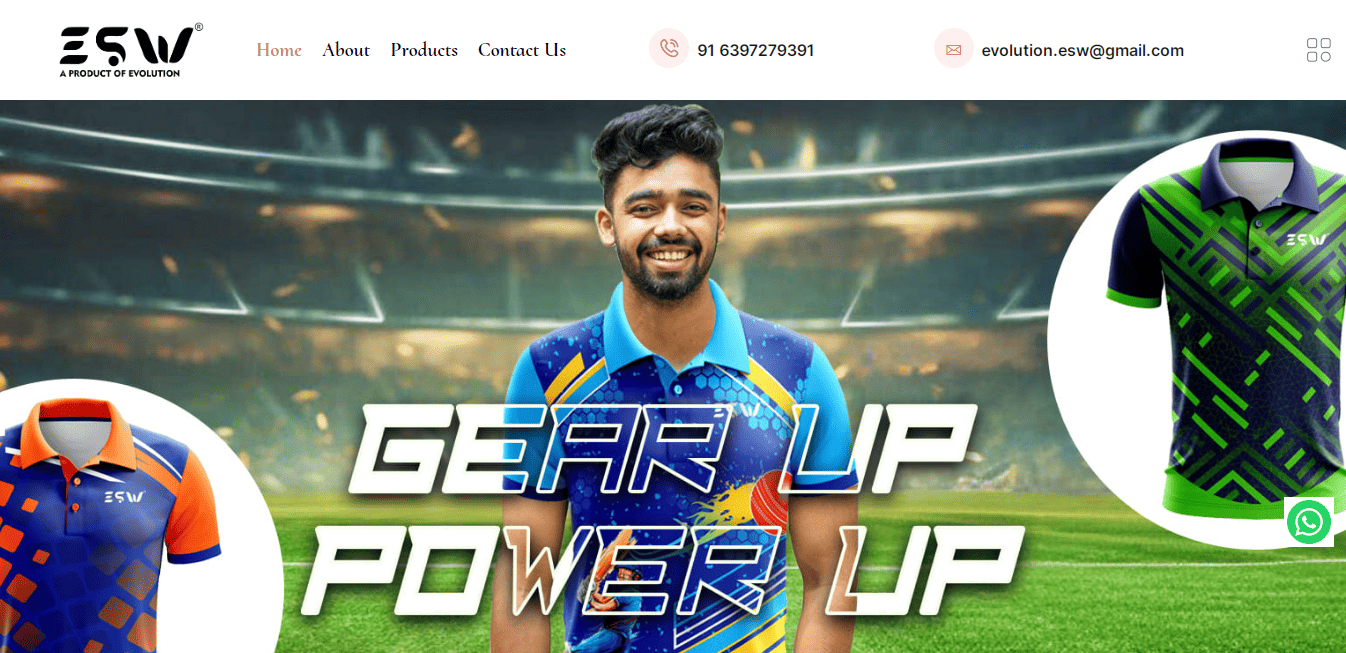 ESW®
A PRODUCT OF EVOLUTION
Home About Products Contact Us
91 6397279391
evolution.esw@gmail.com
ESW
ESW
ESW
GEAR UP
POWER UP